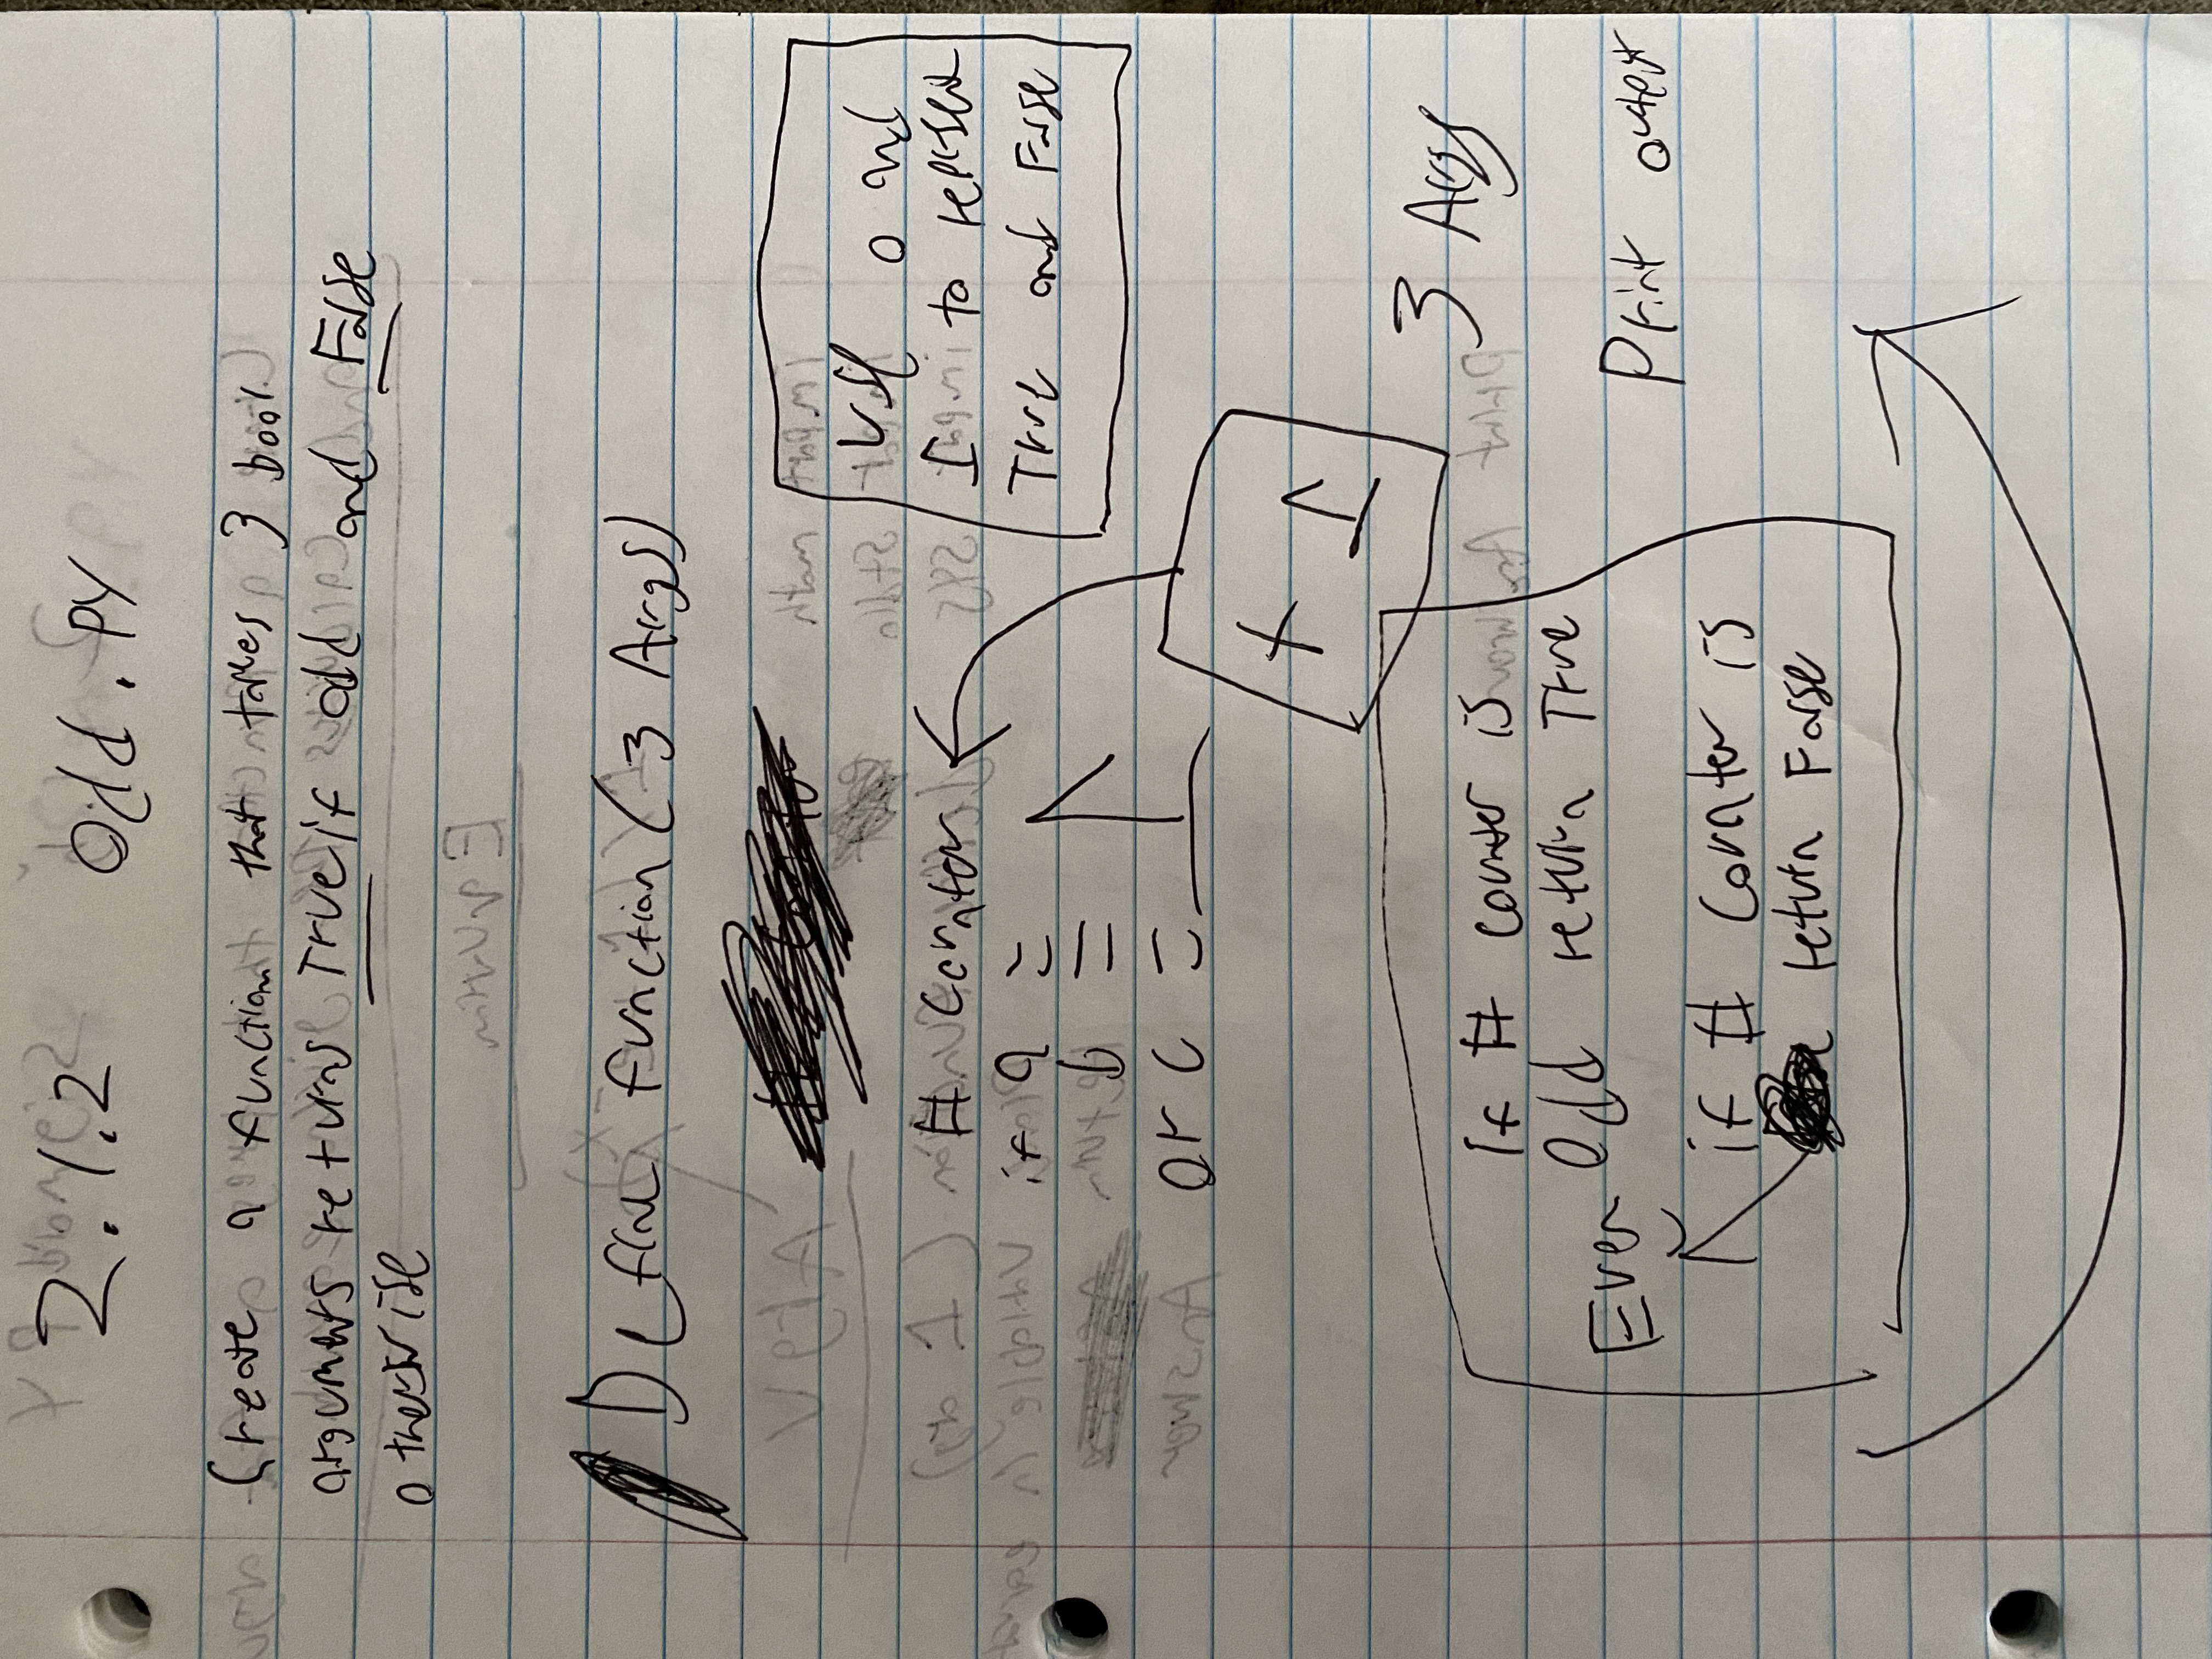 2.1.2 Odd.PY
Create a function that takes 3 bool
arguments returns True if odd and False
otherwise
Define function (3 Args)
# Counter
if a =
b = 1
or c =
Use 0 and
1 to represent
True and False
+ 1
3 Args
If # counter is
Odd return True
Even
if # Counter is
return False
Print output